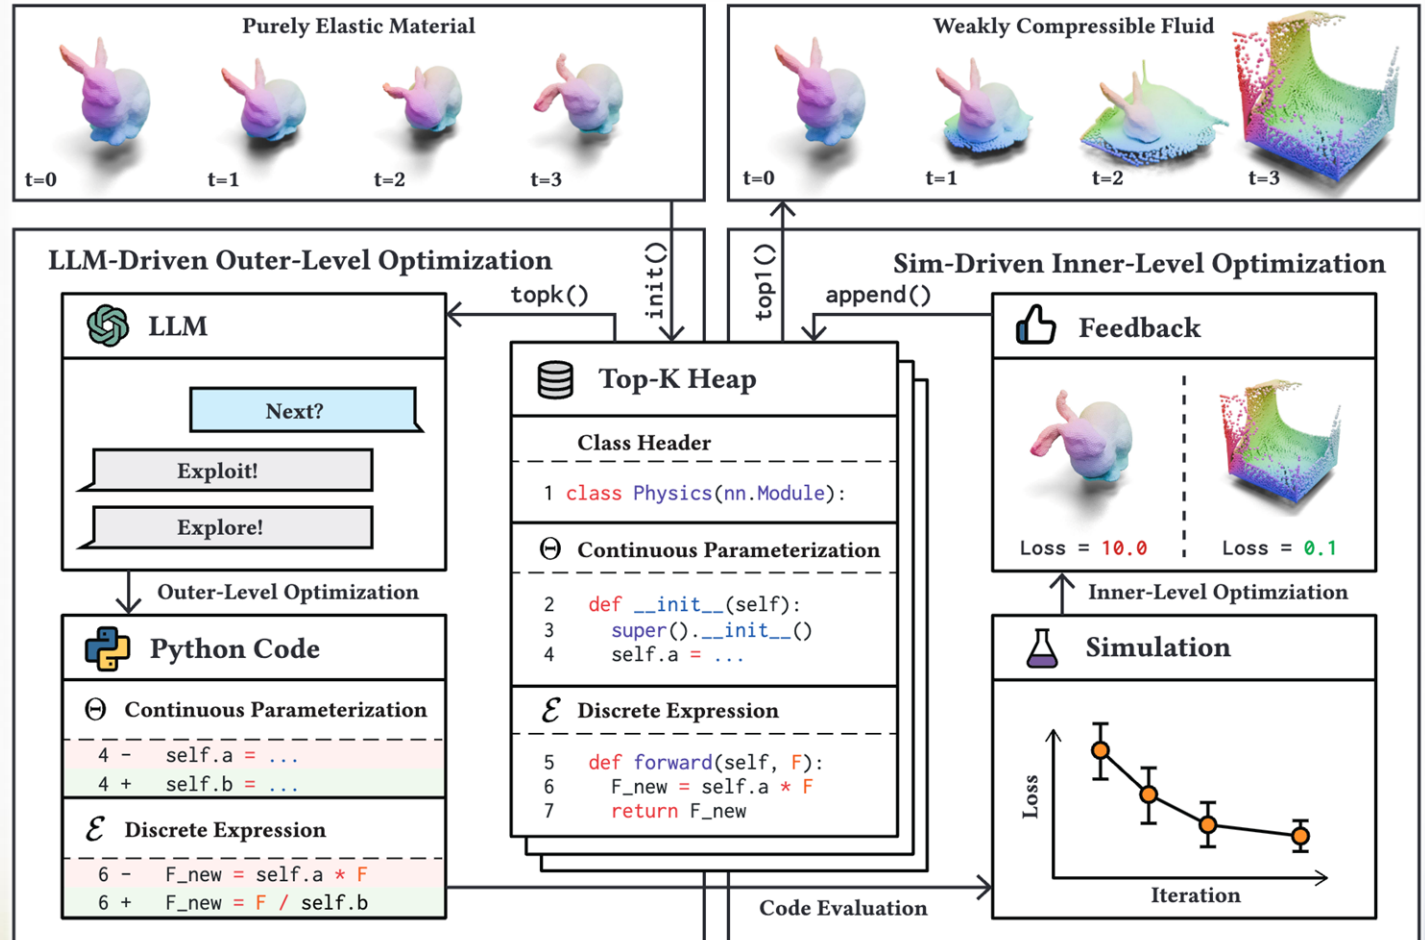 Purely Elastic Material
t=0
t=1
t=2
t=3
Weakly Compressible Fluid
t=0
t=1
t=2
t=3
init()
top1()
LLM-Driven Outer-Level Optimization
topk()
LLM
Next?
Exploit!
Explore!
Outer-Level Optimization
Python Code
Θ Continuous Parameterization
4 - self.a = ...
4 + self.b = ...
ℰ Discrete Expression
6 - F_new = self.a * F
6 + F_new = F / self.b
Top-K Heap
Class Header
1 class Physics(nn.Module):
Θ Continuous Parameterization
2 def __init__(self):
3 super().__init__()
4 self.a = ...
ℰ Discrete Expression
5 def forward(self, F):
6 F_new = self.a * F
7 return F_new
Code Evaluation
Sim-Driven Inner-Level Optimization
append()
Feedback
Loss = 10.0
Loss = 0.1
Inner-Level Optimziation
Simulation
Loss
Iteration